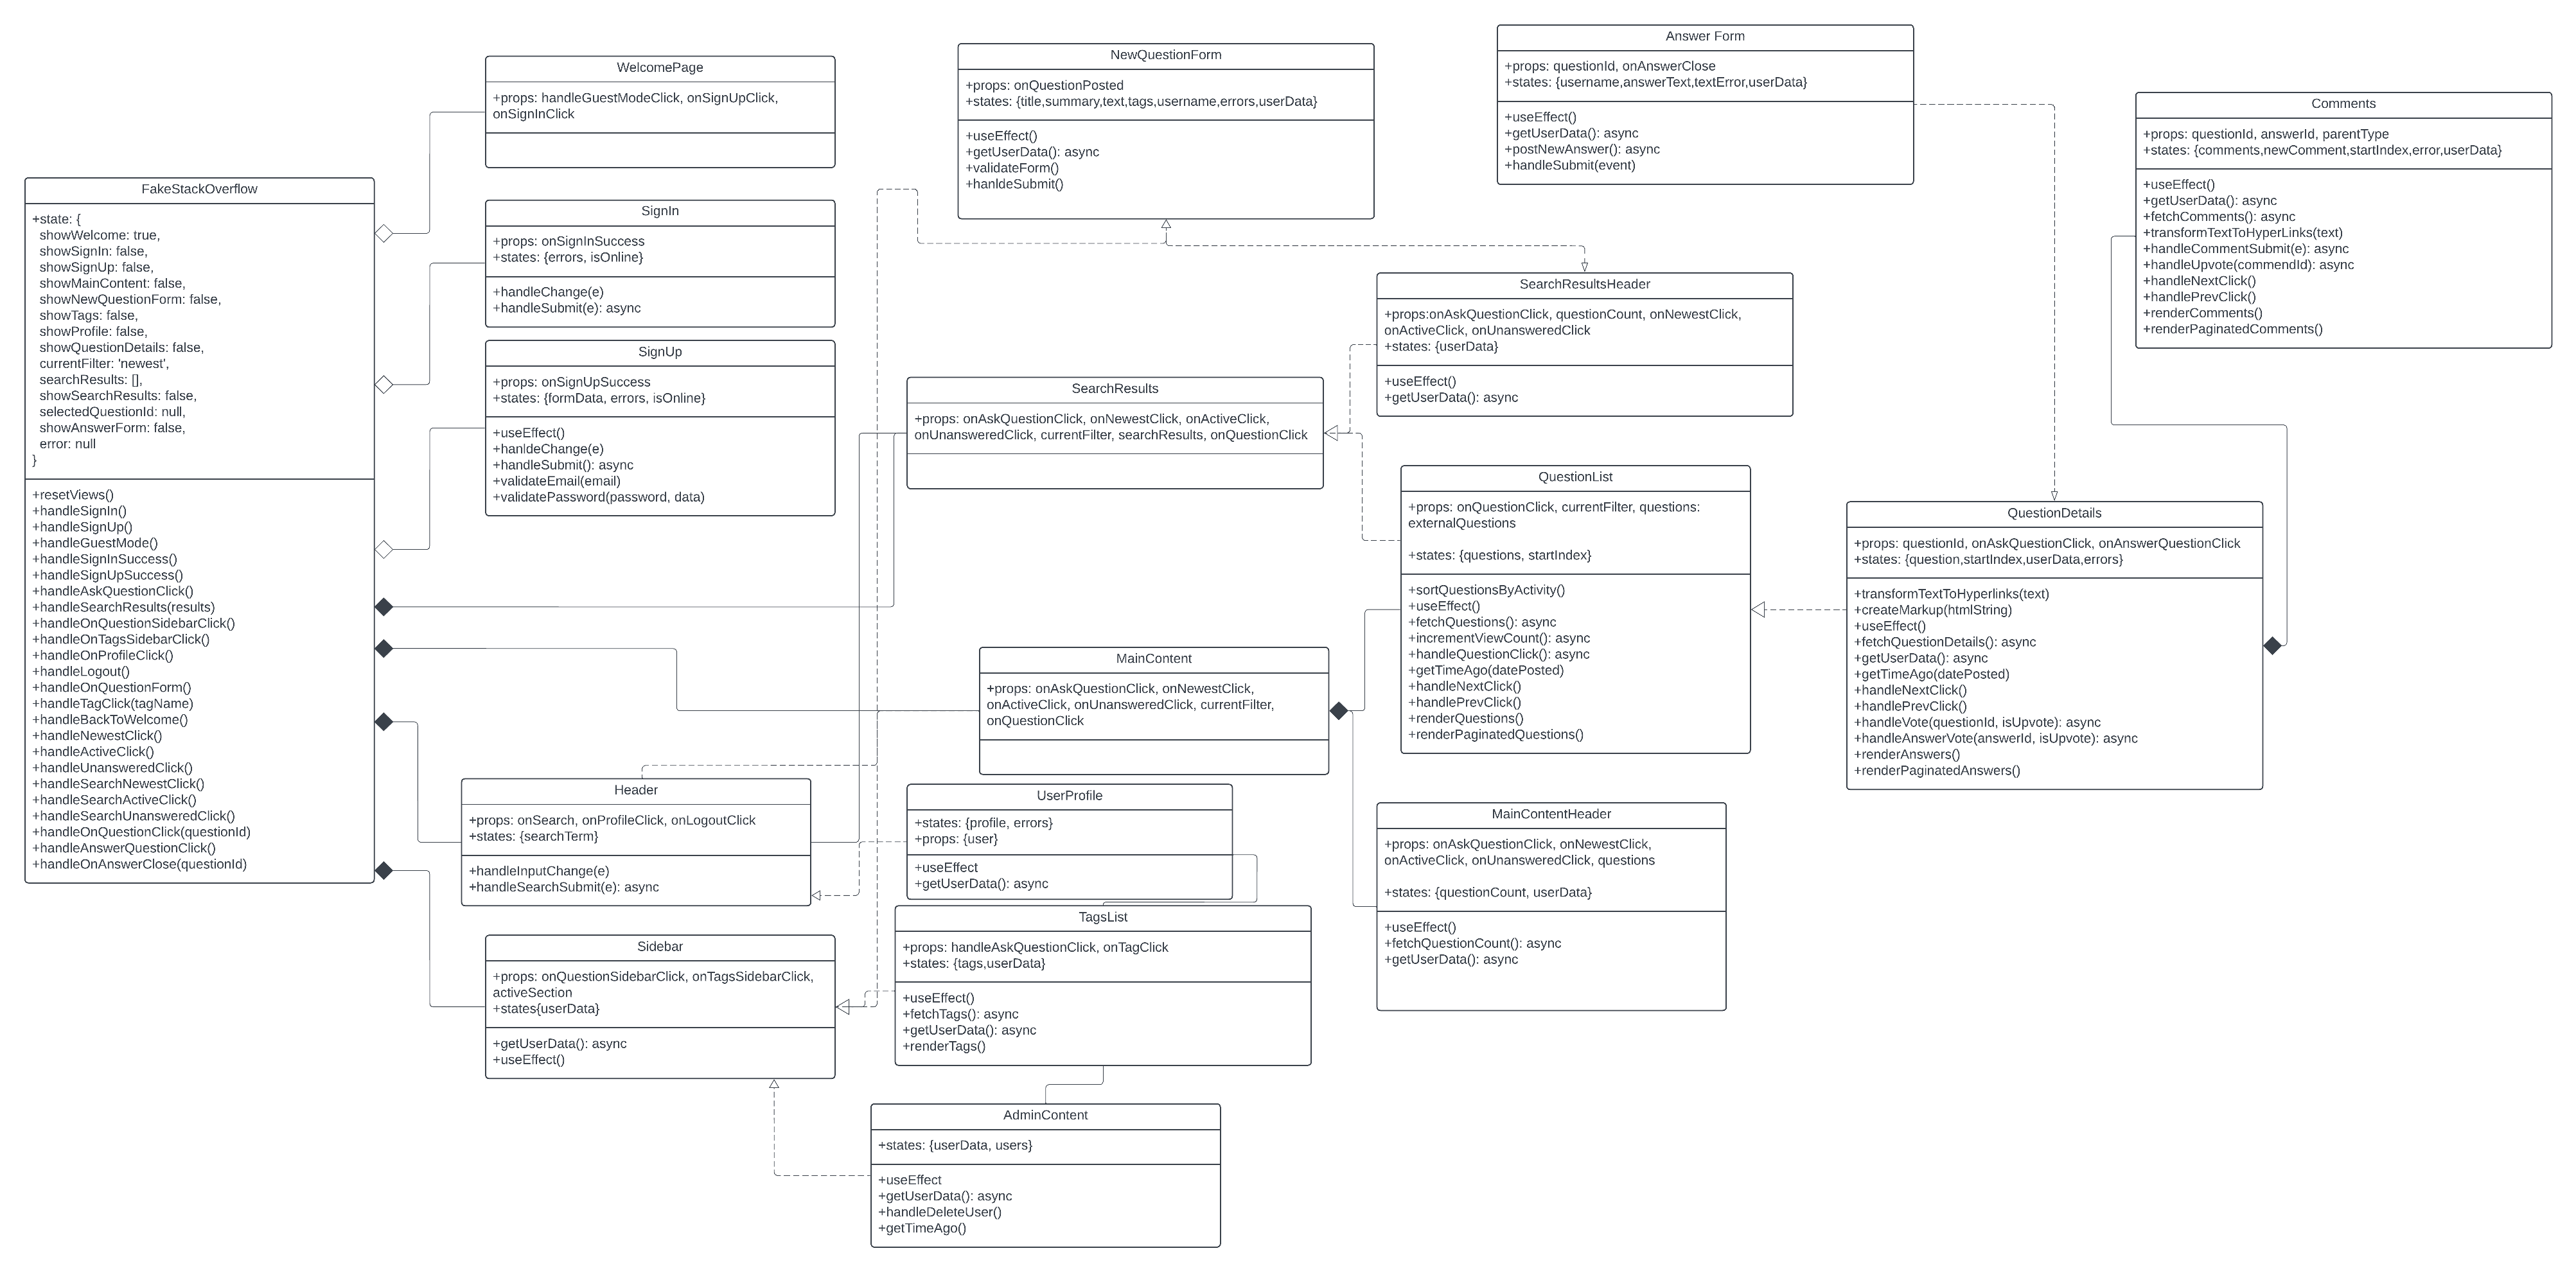 FakeStackOverflow
+state: {
showWelcome: true,
showSignIn: false,
showSignUp: false,
showMainContent: false,
showNewQuestionForm: false,
showTags: false,
showProfile: false,
showQuestionDetails: false,
currentFilter: 'newest',
searchResults: [],
showSearchResults: false,
selectedQuestionId: null,
showAnswerForm: false,
error: null
}
+resetViews()
+handleSignIn()
+handleSignUp()
+handleGuestMode()
+handleSignInSuccess()
+handleSignUpSuccess()
+handleAskQuestionClick()
+handleSearchResults(results)
+handleOnQuestionSidebarClick()
+handleOnTagsSidebarClick()
+handleOnProfileClick()
+handleLogout()
+handleOnQuestionForm()
+handleTagClick(tagName)
+handleBackToWelcome()
+handleNewestClick()
+handleActiveClick()
+handleUnansweredClick()
+handleSearchNewestClick()
+handleSearchActiveClick()
+handleSearchUnansweredClick()
+handleOnQuestionClick(questionId)
+handleAnswerQuestionClick()
+handleOnAnswerClose(questionId)
WelcomePage
+props: handleGuestModeClick, onSignUpClick,
onSignInClick
SignIn
+props: onSignInSuccess
+states: {errors, isOnline}
+handleChange(e)
+handleSubmit(e): async
SignUp
+props: onSignUpSuccess
+states: {formData, errors, isOnline}
+useEffect()
+hanldeChange(e)
+handleSubmit(): async
+validateEmail(email)
+validatePassword(password, data)
Header
+props: onSearch, onProfileClick, onLogoutClick
+states: {searchTerm}
+handleInputChange(e)
+handleSearchSubmit(e): async
Sidebar
+props: onQuestionSidebarClick, onTagsSidebarClick,
activeSection
+states{userData}
+getUserData(): async
+useEffect()
NewQuestionForm
+props: onQuestionPosted
+states: {title,summary,text,tags,username,errors,userData}
+useEffect()
+getUserData(): async
+validateForm()
+hanldeSubmit()
SearchResults
+props: onAskQuestionClick, onNewestClick, onActiveClick,
onUnansweredClick, currentFilter, searchResults, onQuestionClick
MainContent
+props: onAskQuestionClick, onNewestClick,
onActiveClick, onUnansweredClick, currentFilter,
onQuestionClick
UserProfile
+states: {profile, errors}
+props: {user}
+useEffect
+getUserData(): async
TagsList
+props: handleAskQuestionClick, onTagClick
+states: {tags,userData}
+useEffect()
+fetchTags(): async
+getUserData(): async
+renderTags()
AdminContent
+states: {userData, users}
+useEffect
+getUserData(): async
+handleDeleteUser()
+getTimeAgo()
Answer Form
+props: questionId, onAnswerClose
+states: {username,answerText,textError,userData}
+useEffect()
+getUserData(): async
+postNewAnswer(): async
+handleSubmit(event)
SearchResultsHeader
+props:onAskQuestionClick, questionCount, onNewestClick,
onActiveClick, onUnansweredClick
+states: {userData}
+useEffect()
+getUserData(): async
QuestionList
+props: onQuestionClick, currentFilter, questions:
externalQuestions
+states: {questions, startIndex}
+sortQuestionsByActivity()
+useEffect()
+fetchQuestions(): async
+incrementViewCount(): async
+handleQuestionClick(): async
+getTimeAgo(datePosted)
+handleNextClick()
+handlePrevClick()
+renderQuestions()
+renderPaginatedQuestions()
MainContentHeader
+props: onAskQuestionClick, onNewestClick,
onActiveClick, onUnansweredClick, questions
+states: {questionCount, userData}
+useEffect()
+fetchQuestionCount(): async
+getUserData(): async
Comments
+props: questionId, answerId, parentType
+states: {comments,newComment,startIndex,error,userData}
+useEffect()
+getUserData(): async
+fetchComments(): async
+transformTextToHyperLinks(text)
+handleCommentSubmit(e): async
+handleUpvote(commendId): async
+handleNextClick()
+handlePrevClick()
+renderComments()
+renderPaginatedComments()
QuestionDetails
+props: questionId, onAskQuestionClick, onAnswerQuestionClick
+states: {question,startIndex,userData,errors}
+transformTextToHyperlinks(text)
+createMarkup(htmlString)
+useEffect()
+fetchQuestionDetails(): async
+getUserData(): async
+getTimeAgo(datePosted)
+handleNextClick()
+handlePrevClick()
+handleVote(questionId, isUpvote): async
+handleAnswerVote(answerId, isUpvote): async
+renderAnswers()
+renderPaginatedAnswers()